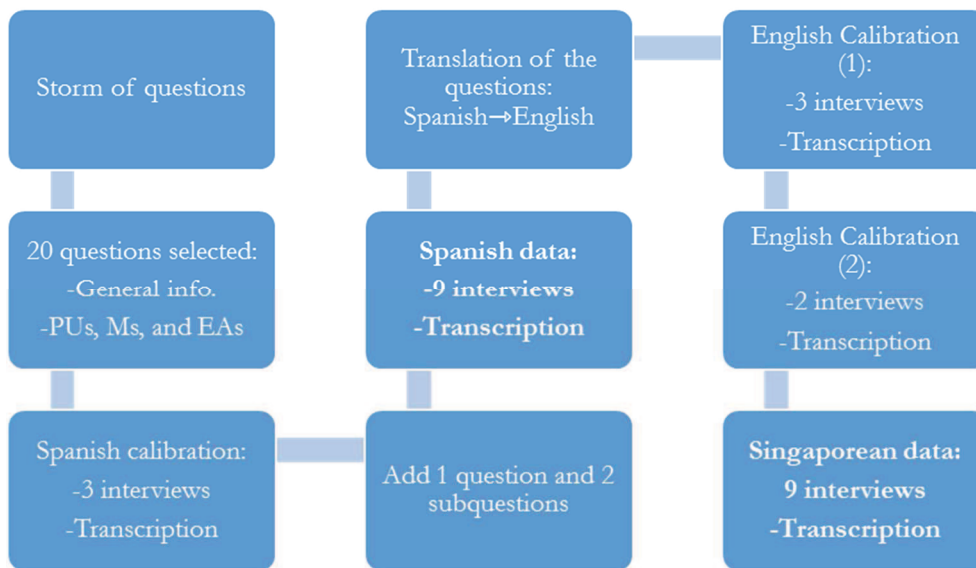 Storm of questions
20 questions selected:
-General info.
-PUs, Ms, and EAs
Spanish calibration:
-3 interviews
-Transcription
Add 1 question and 2
subquestions
Spanish data:
-9 interviews
-Transcription
Translation of the
questions:
Spanish→English
English Calibration
(1):
-3 interviews
-Transcription
English Calibration
(2):
-2 interviews
-Transcription
Singaporean data:
9 interviews
-Transcription